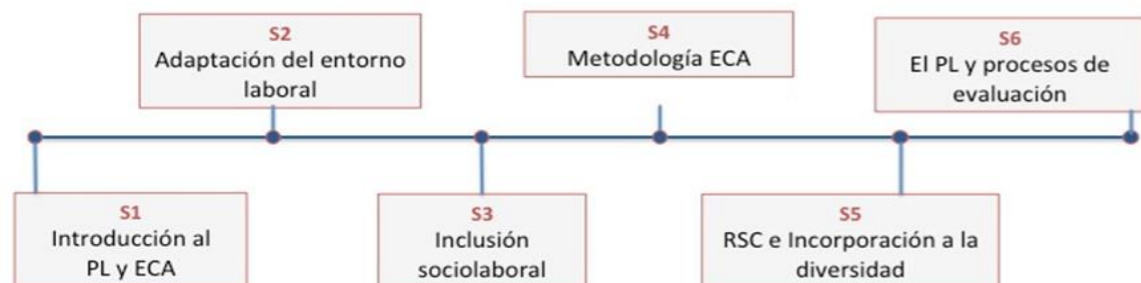 S1
Introducción al
PL y ECA
S2
Adaptación del entorno
laboral
S3
Inclusión
sociolaboral
S4
Metodología ECA
S5
RSC e Incorporación a la
diversidad
S6
El PL y procesos de
evaluación